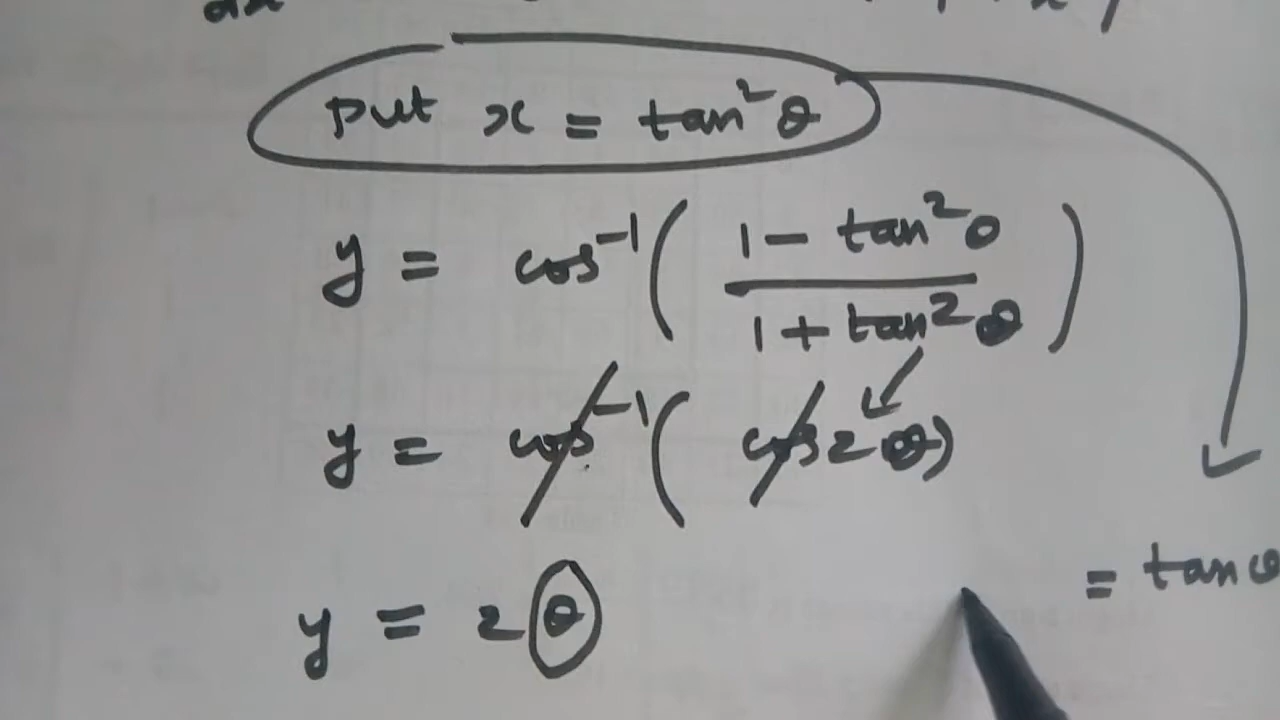 put x = tan²θ
y = cos⁻¹( (1 - tan²θ) / (1 + tan²θ) )
y = cos⁻¹( cos2θ)
= tanθ
y = 2θ